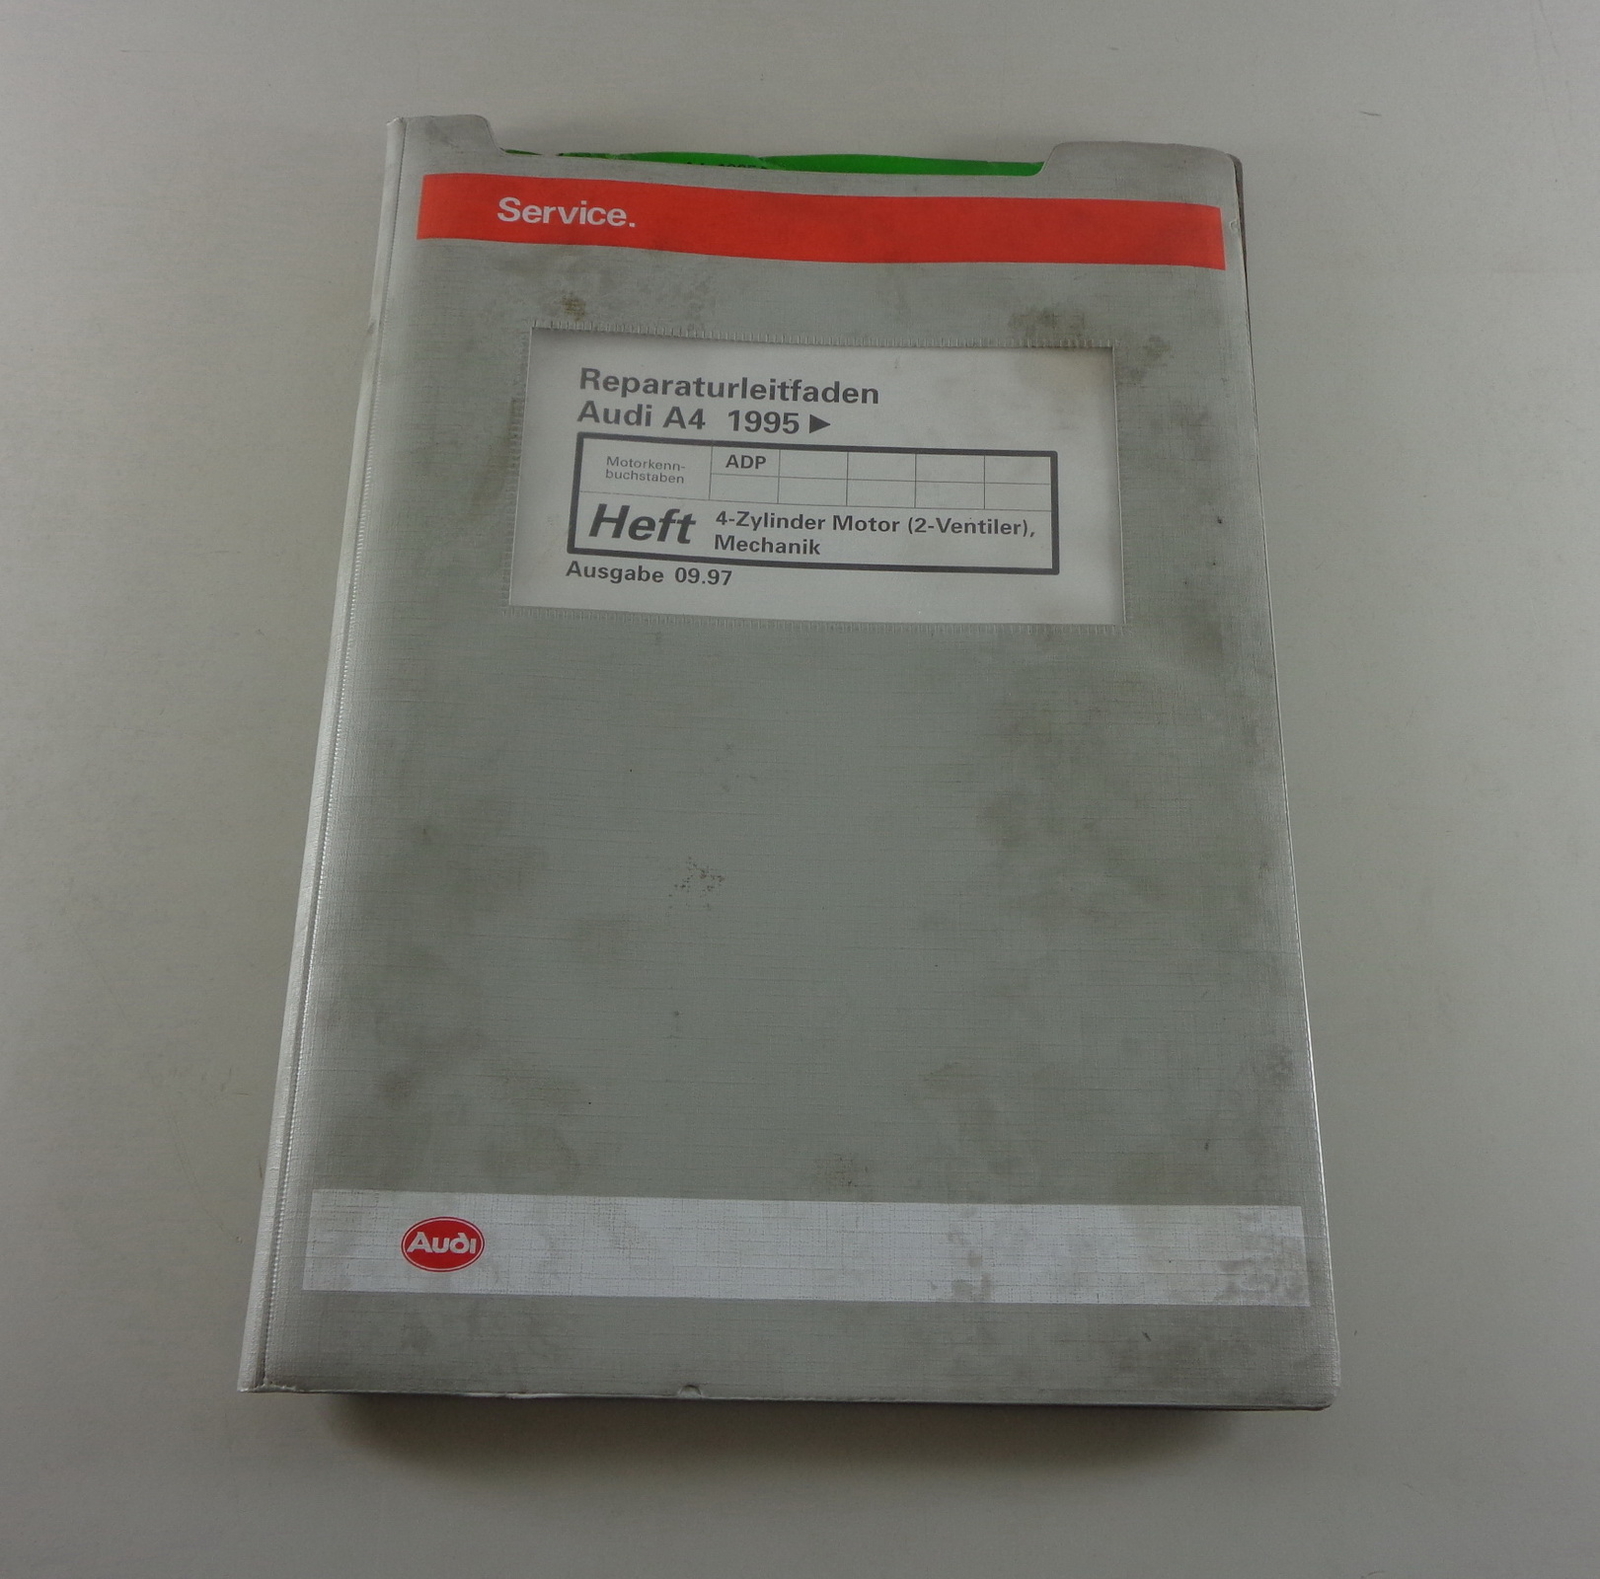 Service.
Reparaturleitfaden
Audi A4 1995 ▶
Motorkenn-
buchstaben
ADP
Heft
4-Zylinder Motor (2-Ventiler),
Mechanik
Ausgabe 09.97
Audi